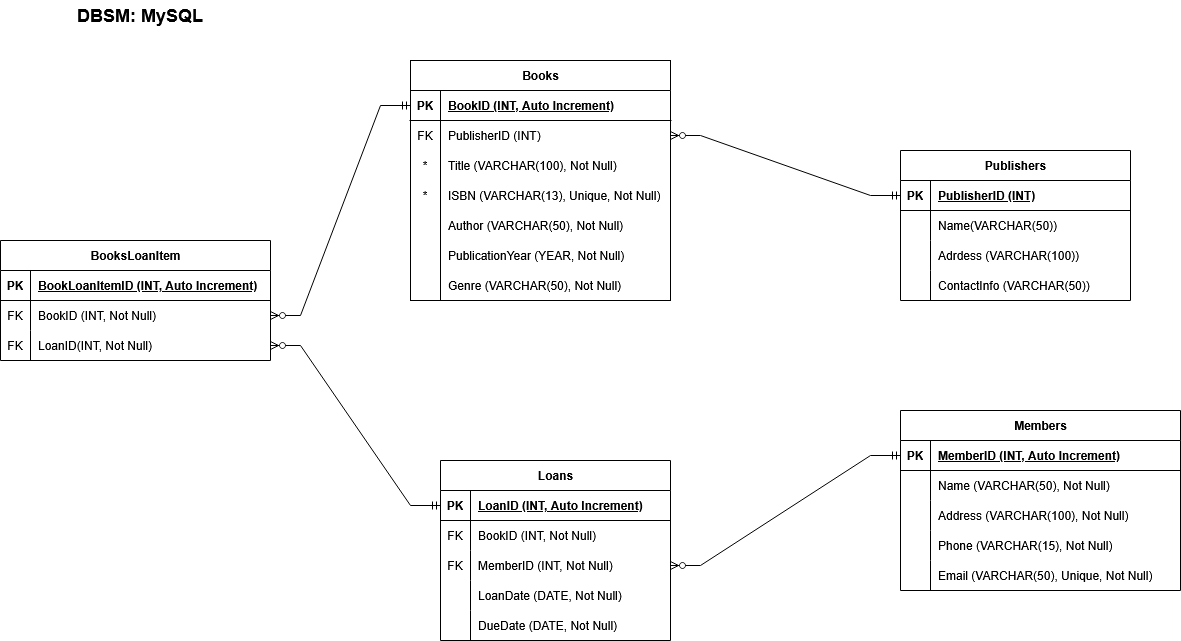 DBSM: MySQL
Books
PK BookID (INT, Auto Increment)
FK PublisherID (INT)
* Title (VARCHAR(100), Not Null)
* ISBN (VARCHAR(13), Unique, Not Null)
Author (VARCHAR(50), Not Null)
PublicationYear (YEAR, Not Null)
Genre (VARCHAR(50), Not Null)
Publishers
PK PublisherID (INT)
Name(VARCHAR(50))
Adrdess (VARCHAR(100))
ContactInfo (VARCHAR(50))
BooksLoanItem
PK BookLoanItemID (INT, Auto Increment)
FK BookID (INT, Not Null)
FK LoanID(INT, Not Null)
Loans
PK LoanID (INT, Auto Increment)
FK BookID (INT, Not Null)
FK MemberID (INT, Not Null)
LoanDate (DATE, Not Null)
DueDate (DATE, Not Null)
Members
PK MemberID (INT, Auto Increment)
Name (VARCHAR(50), Not Null)
Address (VARCHAR(100), Not Null)
Phone (VARCHAR(15), Not Null)
Email (VARCHAR(50), Unique, Not Null)